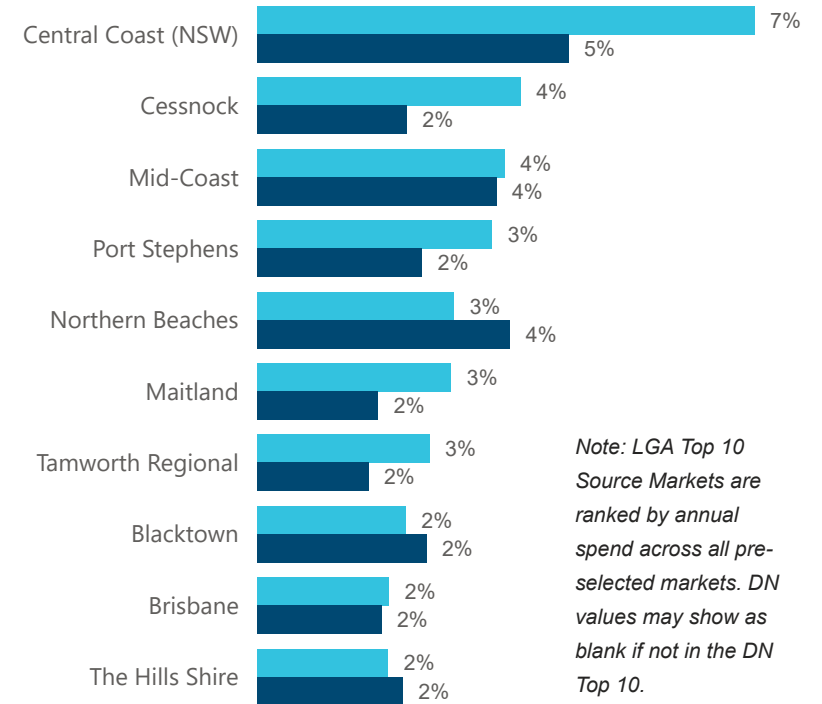 Central Coast (NSW)
7%
5%
Cessnock
4%
2%
Mid-Coast
4%
4%
Port Stephens
3%
2%
Northern Beaches
3%
4%
Maitland
3%
2%
Tamworth Regional
3%
2%
Blacktown
2%
2%
Brisbane
2%
2%
The Hills Shire
2%
2%
Note: LGA Top 10
Source Markets are
ranked by annual
spend across all pre-
selected markets. DN
values may show as
blank if not in the DN
Top 10.